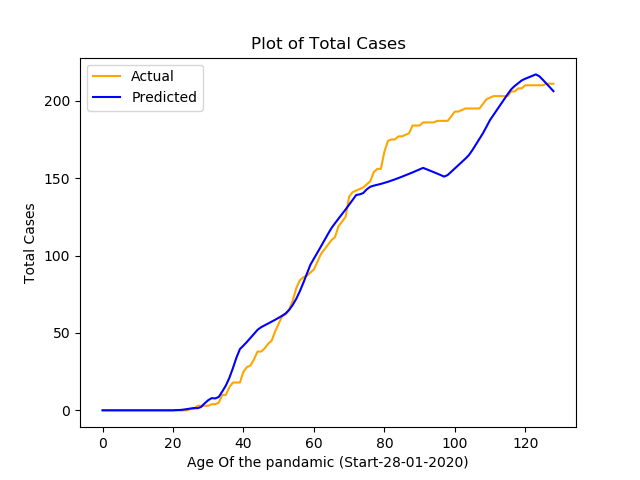 Plot of Total Cases
Actual
Predicted
Total Cases
200
150
100
50
0
0 20 40 60 80 100 120
Age Of the pandamic (Start-28-01-2020)